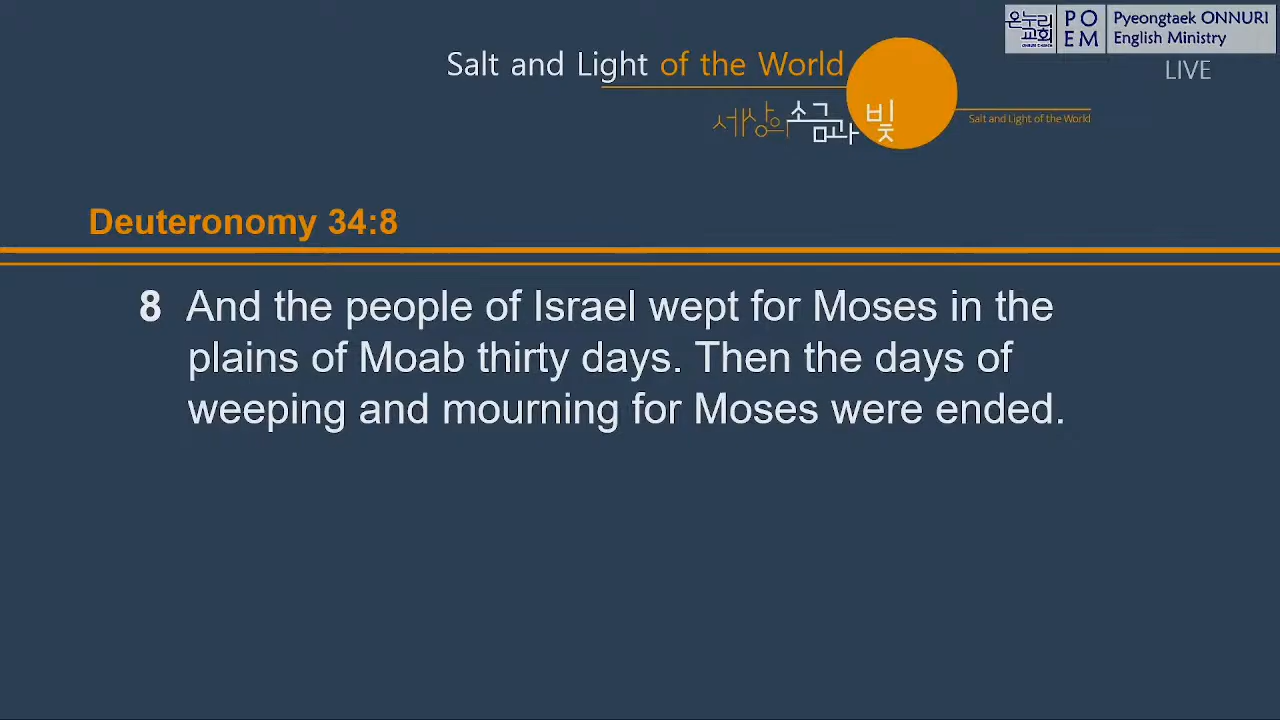 온누리
교회
ONNURI CHURCH
P O
E M
Pyeongtaek ONNURI
English Ministry
LIVE
Salt and Light of the World
세상의 소금과 빛
Salt and Light of the World
Deuteronomy 34:8
8 And the people of Israel wept for Moses in the
plains of Moab thirty days. Then the days of
weeping and mourning for Moses were ended.